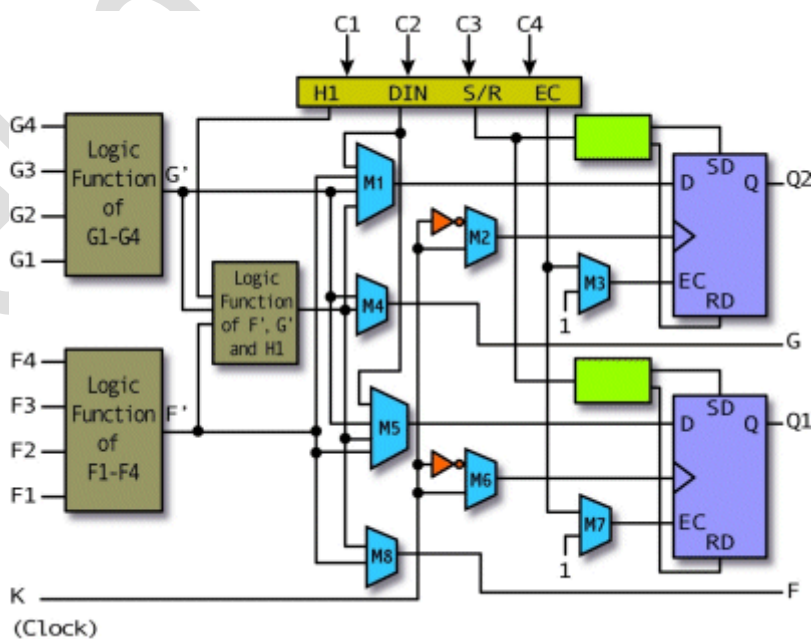 C1 C2 C3 C4
H1 DIN S/R EC
G4
G3
G2
G1
Logic
Function
of
G1-G4
G'
M1
M2
M3
1
D SD Q
EC
RD
Q2
Logic
Function
of F', G'
and H1
M4
G
F4
F3
F2
F1
Logic
Function
of
F1-F4
F'
M5
M6
M7
1
D SD Q
EC
RD
Q1
M8
F
K
(Clock)